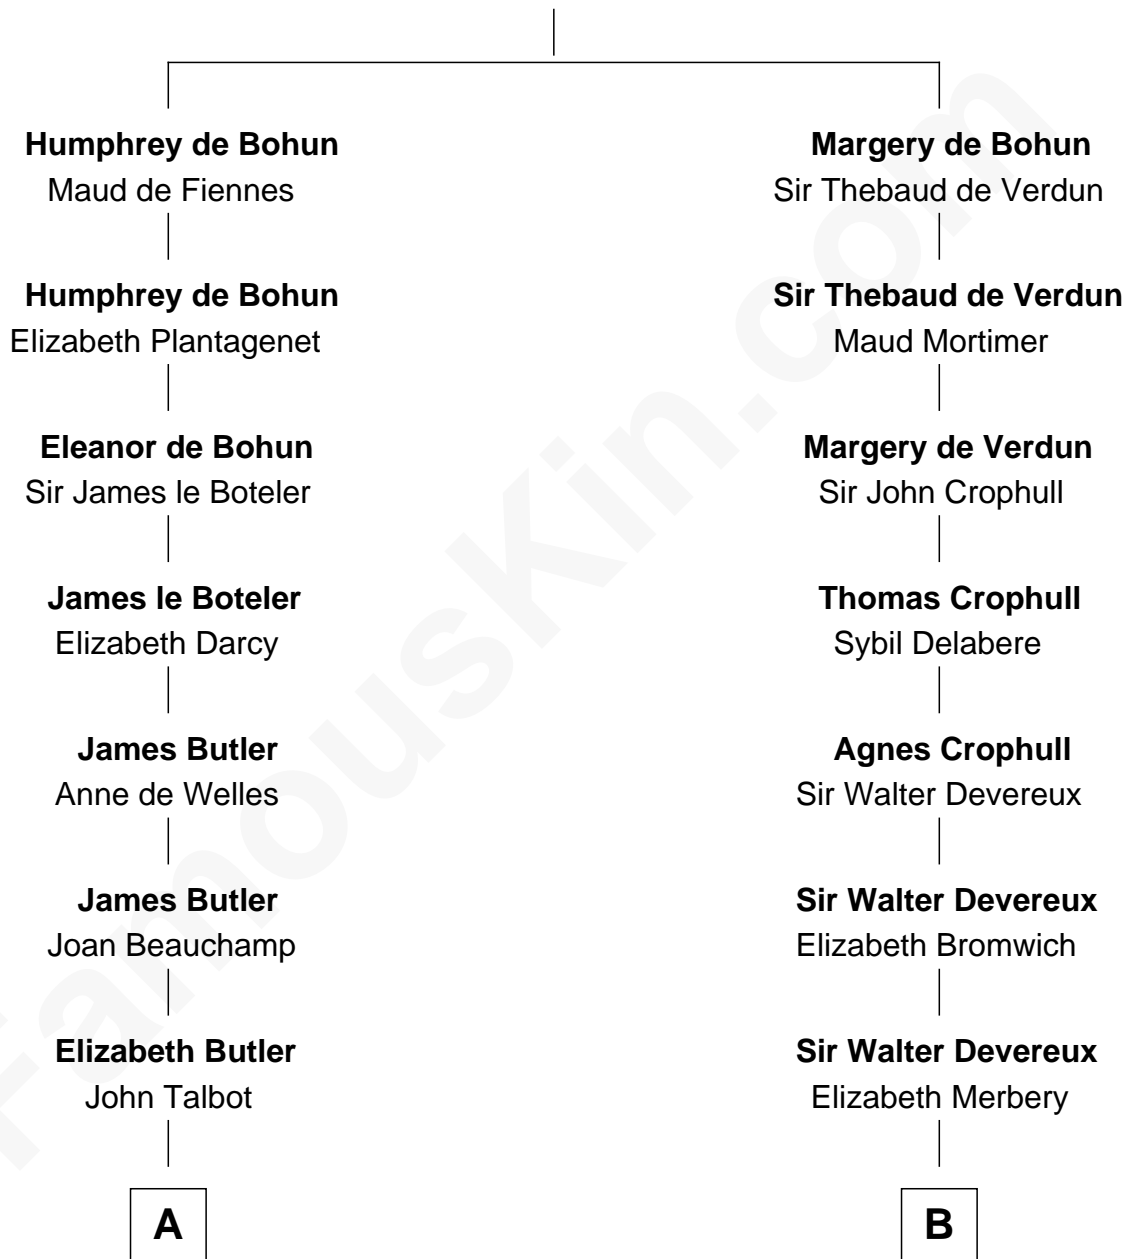 Humphrey de Bohun
Maud de Fiennes
Humphrey de Bohun
Elizabeth Plantagenet
Eleanor de Bohun
Sir James le Boteler
James le Boteler
Elizabeth Darcy
James Butler
Anne de Welles
James Butler
Joan Beauchamp
Elizabeth Butler
John Talbot
A
Margery de Bohun
Sir Thebaud de Verdun
Sir Thebaud de Verdun
Maud Mortimer
Margery de Verdun
Sir John Crophull
Thomas Crophull
Sybil Delabere
Agnes Crophull
Sir Walter Devereux
Sir Walter Devereux
Elizabeth Bromwich
Sir Walter Devereux
Elizabeth Merbery
B
FamousKin.com